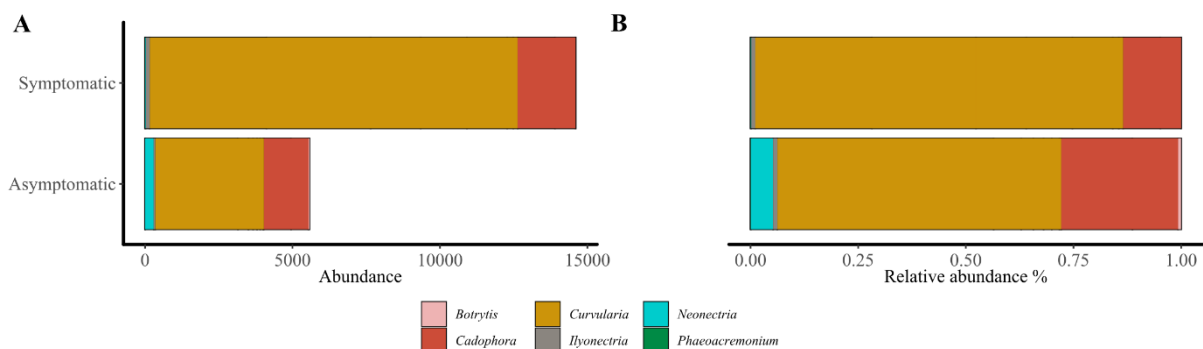 A
B
Symptomatic
Asymptomatic
0
5000
10000
15000
Abundance
0.00
0.25
0.50
0.75
1.00
Relative abundance %
Botrytis
Curvularia
Neonectria
Cadophora
Ilyonectria
Phaeoacremonium